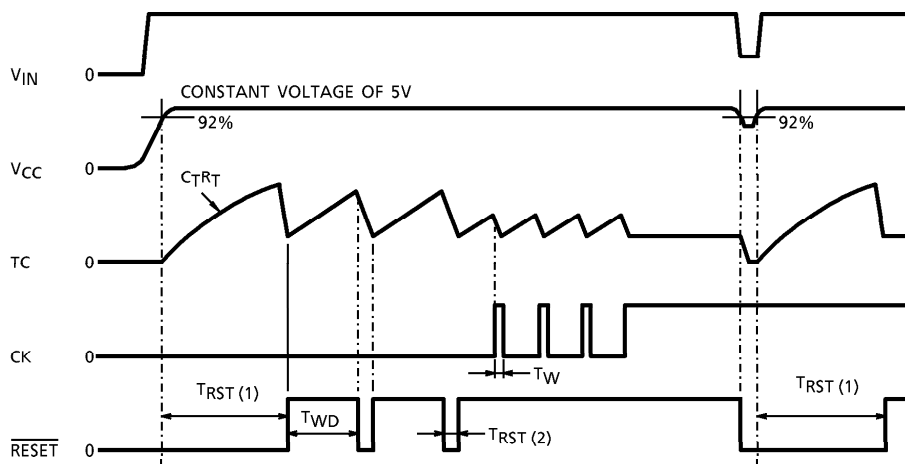 VIN 0
CONSTANT VOLTAGE OF 5V
92% 92%
VCC 0
CTRT
TC 0
CK 0
TW
TRST (1) TRST (1)
TWD
TRST (2)
RESET 0